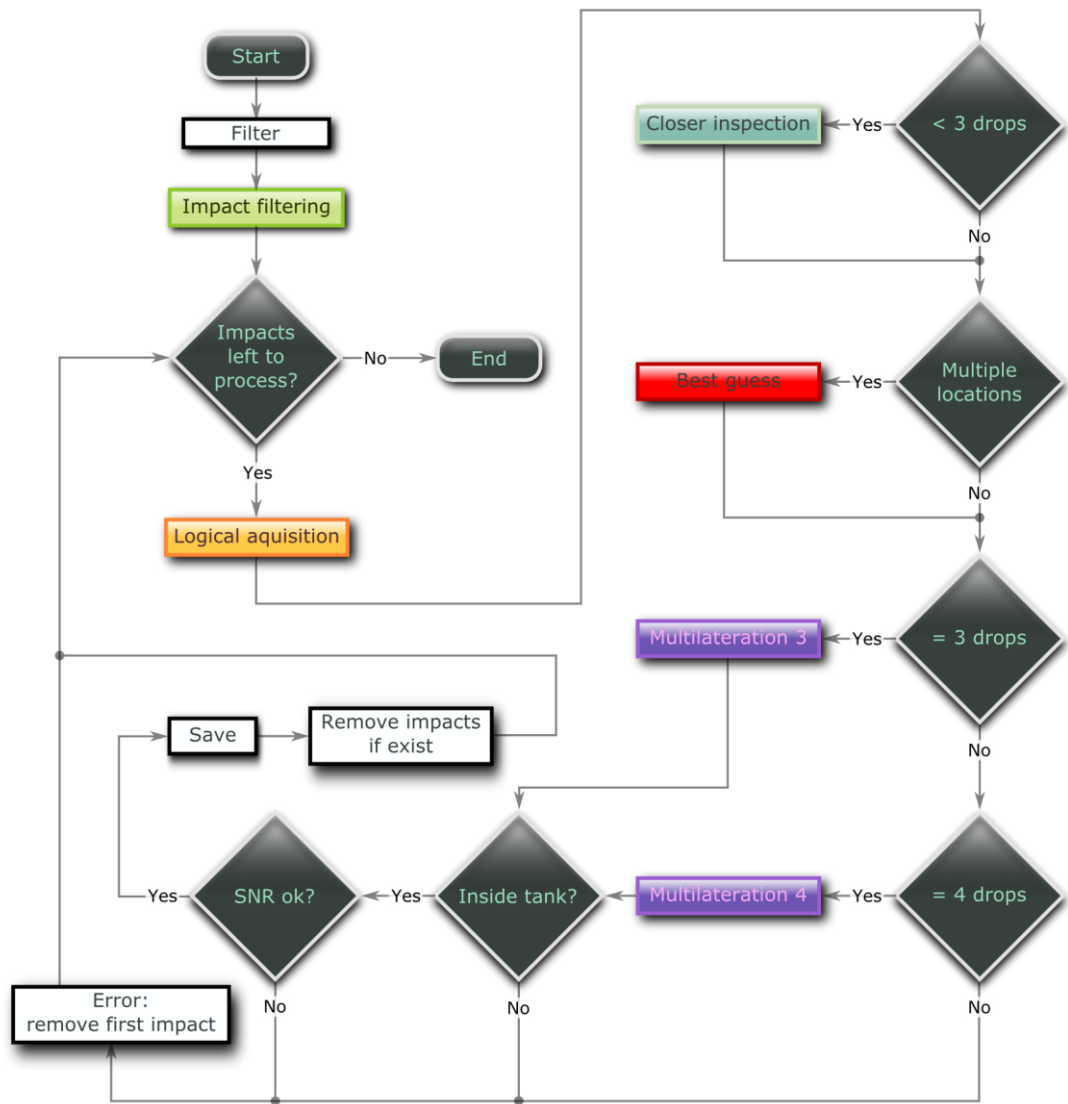 Start
Filter
Impact filtering
Impacts
left to
process?
No
End
Yes
Logical aquisition
< 3 drops
Yes
Closer inspection
No
Multiple
locations
Yes
Best guess
No
= 3 drops
Yes
Multilateration 3
No
= 4 drops
Yes
Multilateration 4
No
Inside tank?
Yes
No
SNR ok?
Yes
No
Save
Remove impacts
if exist
Error:
remove first impact